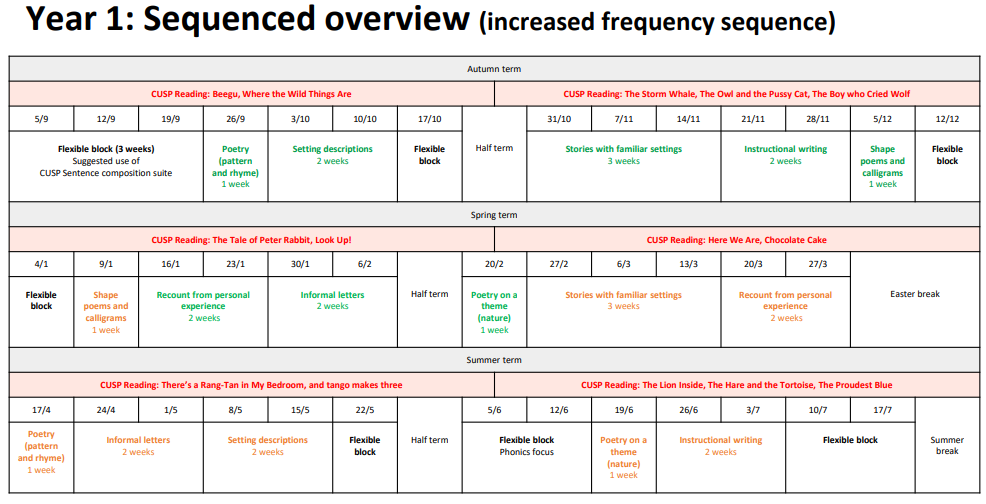 Year 1: Sequenced overview (increased frequency sequence)
Autumn term
CUSP Reading: Beegu, Where the Wild Things Are
CUSP Reading: The Storm Whale, The Owl and the Pussy Cat, The Boy who Cried Wolf
5/9 12/9 19/9 26/9 3/10 10/10 17/10 Half term 31/10 7/11 14/11 21/11 28/11 5/12 12/12
Flexible block (3 weeks)
Suggested use of
CUSP Sentence composition suite
Poetry
(pattern
and rhyme)
1 week
Setting descriptions
2 weeks
Flexible
block
Stories with familiar settings
3 weeks
Instructional writing
2 weeks
Shape
poems and
calligrams
1 week
Flexible
block
Spring term
CUSP Reading: The Tale of Peter Rabbit, Look Up!
CUSP Reading: Here We Are, Chocolate Cake
4/1 9/1 16/1 23/1 30/1 6/2 Half term 20/2 27/2 6/3 13/3 20/3 27/3 Easter break
Flexible
block
Shape
poems and
calligrams
1 week
Recount from personal
experience
2 weeks
Informal letters
2 weeks
Poetry on a
theme
(nature)
1 week
Stories with familiar settings
3 weeks
Recount from personal
experience
2 weeks
Summer term
CUSP Reading: There's a Rang-Tan in My Bedroom, and tango makes three
CUSP Reading: The Lion Inside, The Hare and the Tortoise, The Proudest Blue
17/4 24/4 1/5 8/5 15/5 22/5 Half term 5/6 12/6 19/6 26/6 3/7 10/7 17/7
Poetry
(pattern
and rhyme)
1 week
Informal letters
2 weeks
Setting descriptions
2 weeks
Flexible
block
Flexible block
Phonics focus
Poetry on a
theme
(nature)
1 week
Instructional writing
2 weeks
Flexible block
Summer
break